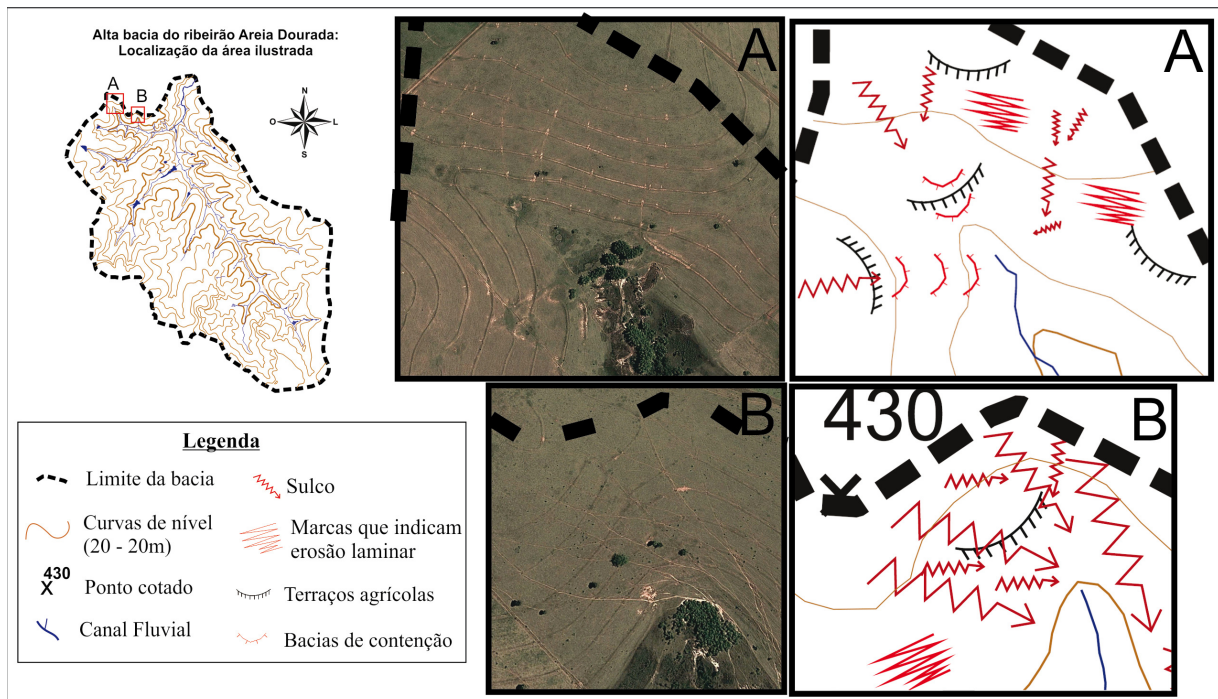 Alta bacia do ribeirão Areia Dourada:
Localização da área ilustrada
A
B
N
O
L
S
A
A
B
430
B
Legenda
Limite da bacia
Curvas de nível
(20 - 20m)
430
X
Ponto cotado
Canal Fluvial
Sulco
Marcas que indicam
erosão laminar
Terraços agrícolas
Bacias de contenção